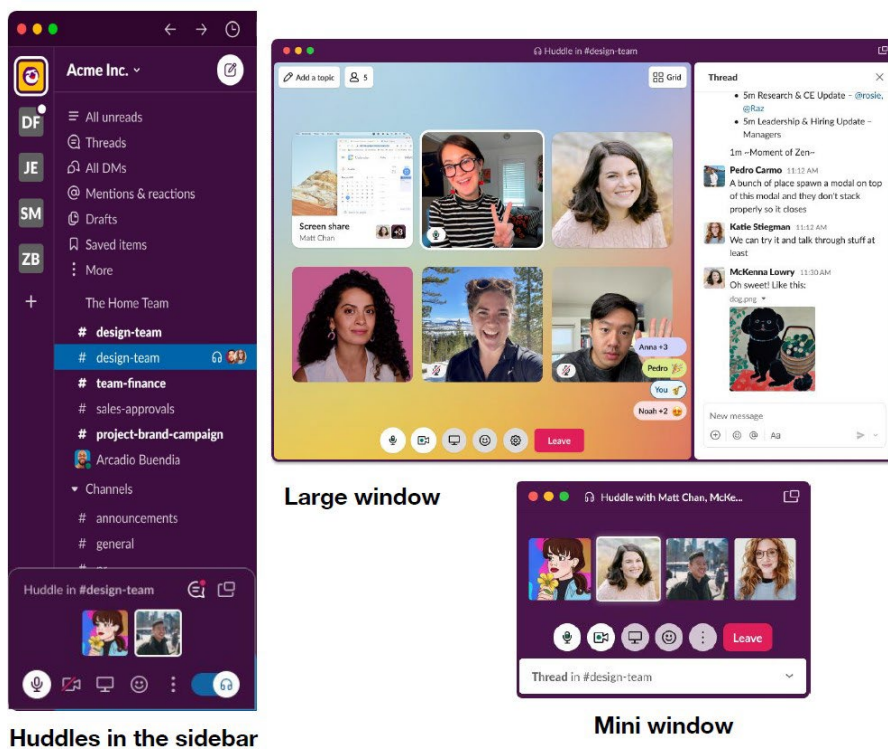 Acme Inc.
DF
JE
SM
ZB
+
All unreads
Threads
All DMs
Mentions & reactions
Drafts
Saved items
More
The Home Team
# design-team
# design-team
# team-finance
# sales-approvals
# project-brand-campaign
Arcadio Buendia
Channels
# announcements
# general
Huddle in #design-team
Huddles in the sidebar
Huddle in #design-team
Add a topic
5
Grid
Screen share
Matt Chan
+3
Anna +3
Pedro
You
Noah +2
Leave
Thread
• 5m Research & CE Update – @rosie,
@Raz
• 5m Leadership & Hiring Update –
Managers
1m ~Moment of Zen~
Pedro Carmo 11:12 AM
A bunch of place spawn a modal on top
of this modal and they don't stack
properly so it closes
Katie Stiegman 11:12 AM
We can try it and talk through stuff at
least
McKenna Lowry 11:30 AM
Oh sweet! Like this:
dog.png
New message
Aa
Large window
Huddle with Matt Chan, McKe...
Leave
Thread in #design-team
Mini window